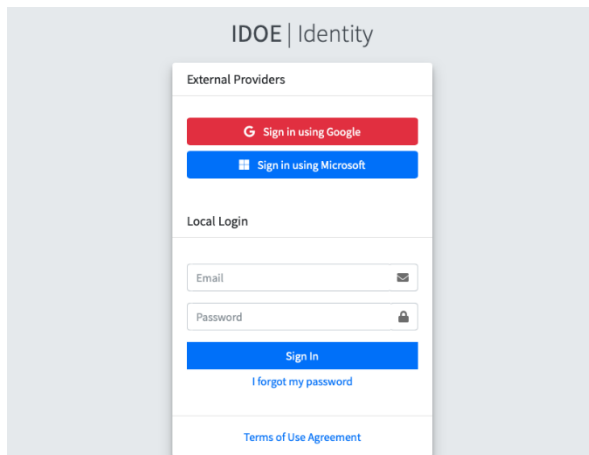 IDOE | Identity
External Providers
G Sign in using Google
Sign in using Microsoft
Local Login
Email
Password
Sign In
I forgot my password
Terms of Use Agreement